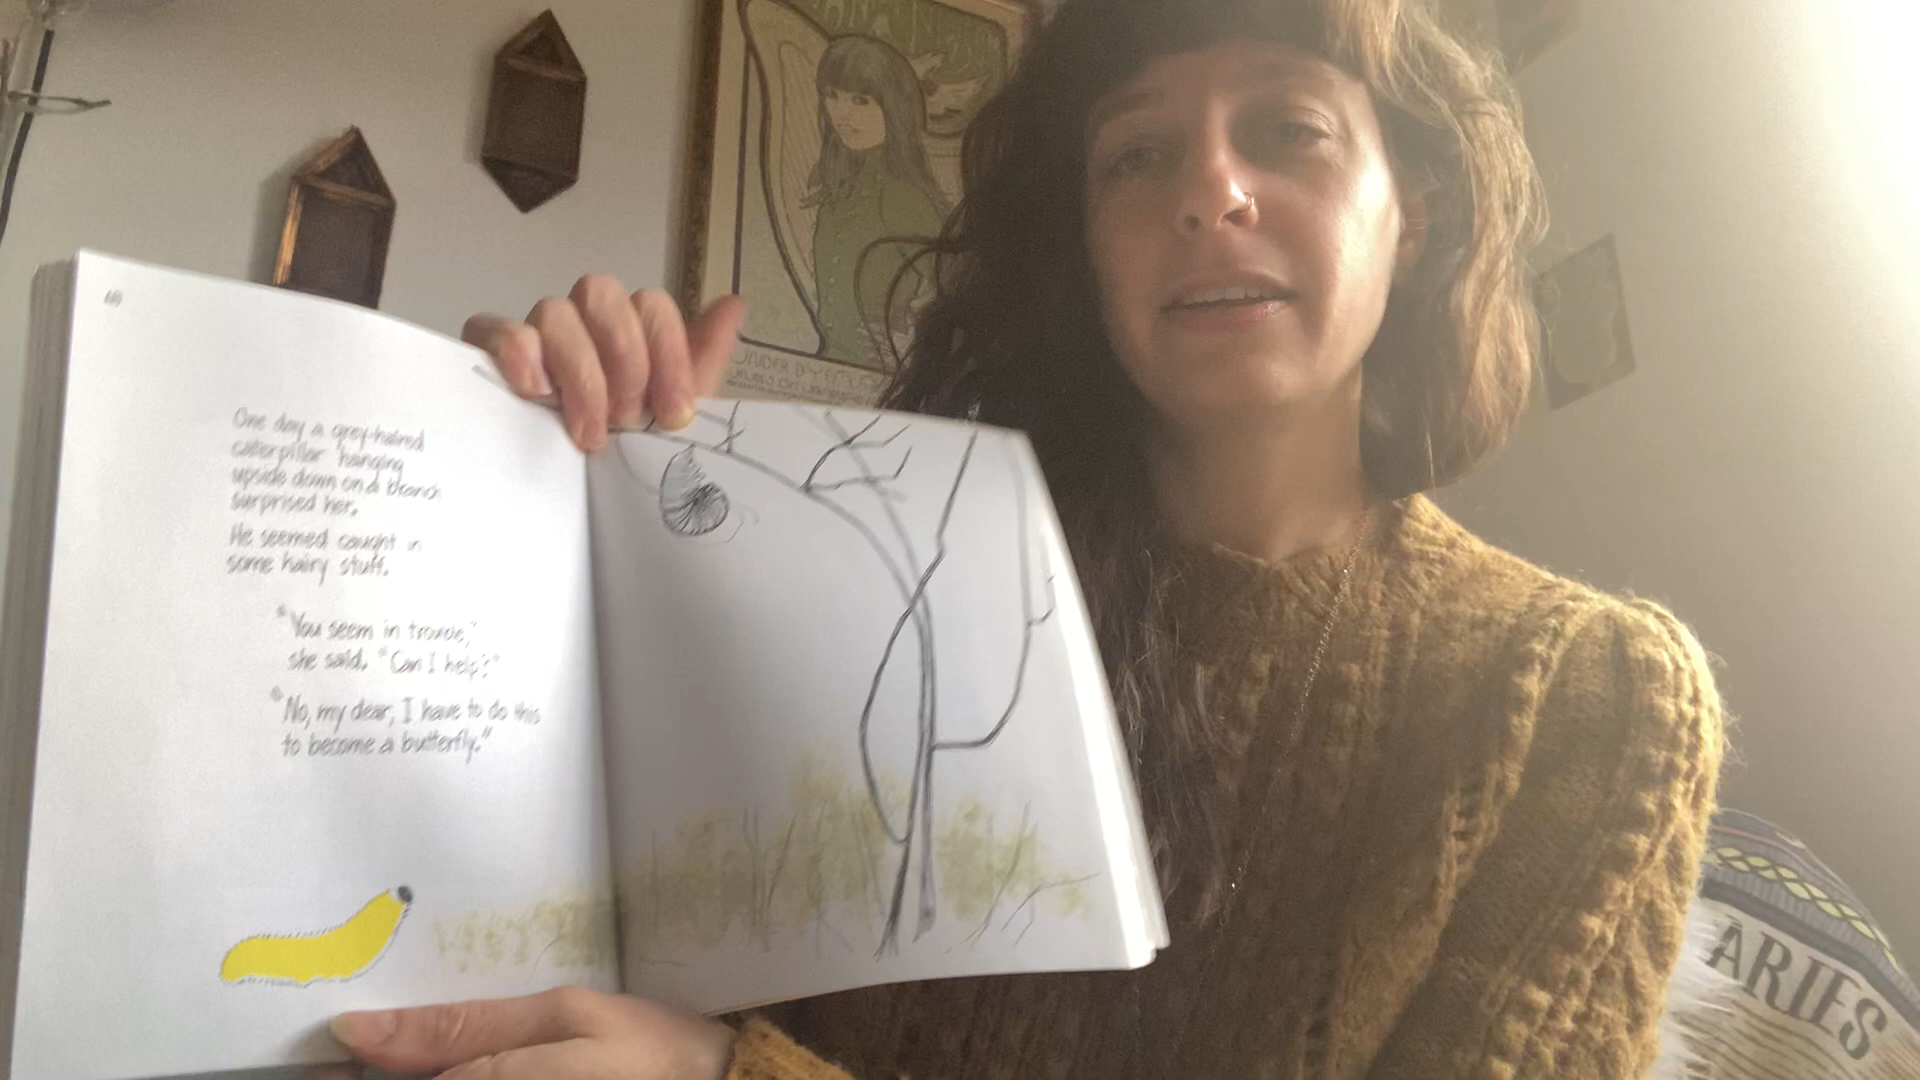 68
One day a grey-haired
caterpillar hanging
upside down on a branch
surprised her.
He seemed caught in
some hairy stuff.
"You seem in trouble,"
she said. "Can I help?"
"No, my dear, I have to do this
to become a butterfly."
ARIES